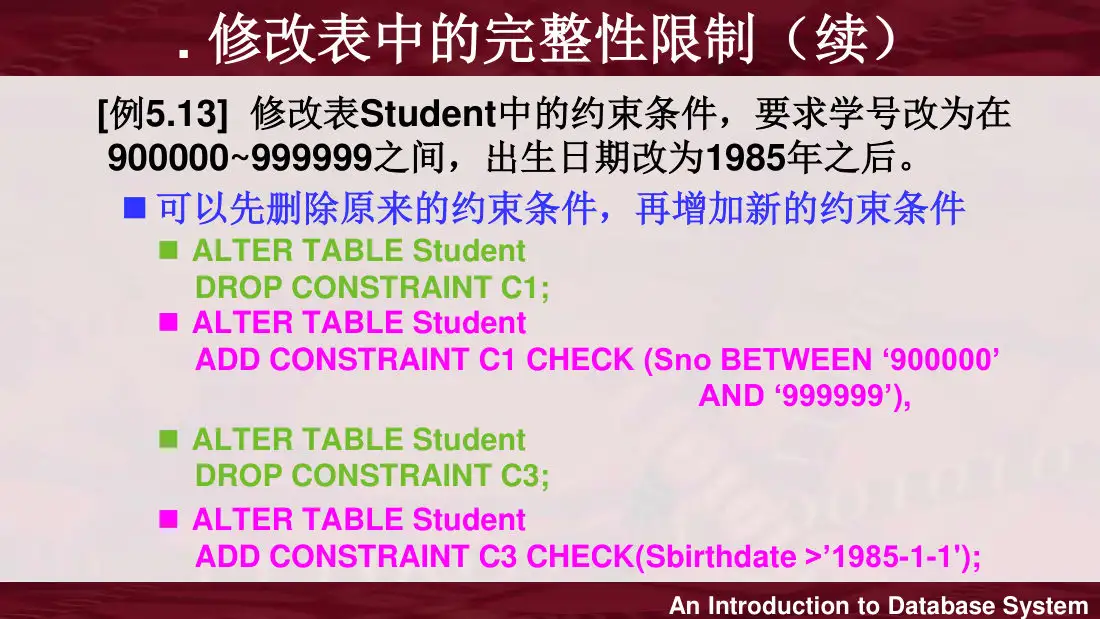 . 修改表中的完整性限制（续）
[例5.13] 修改表Student中的约束条件，要求学号改为在
900000~999999之间，出生日期改为1985年之后。
■ 可以先删除原来的约束条件，再增加新的约束条件
■ ALTER TABLE Student
DROP CONSTRAINT C1;
■ ALTER TABLE Student
ADD CONSTRAINT C1 CHECK (Sno BETWEEN ‘900000’
AND ‘999999’),
■ ALTER TABLE Student
DROP CONSTRAINT C3;
■ ALTER TABLE Student
ADD CONSTRAINT C3 CHECK(Sbirthdate >’1985-1-1');
An Introduction to Database System